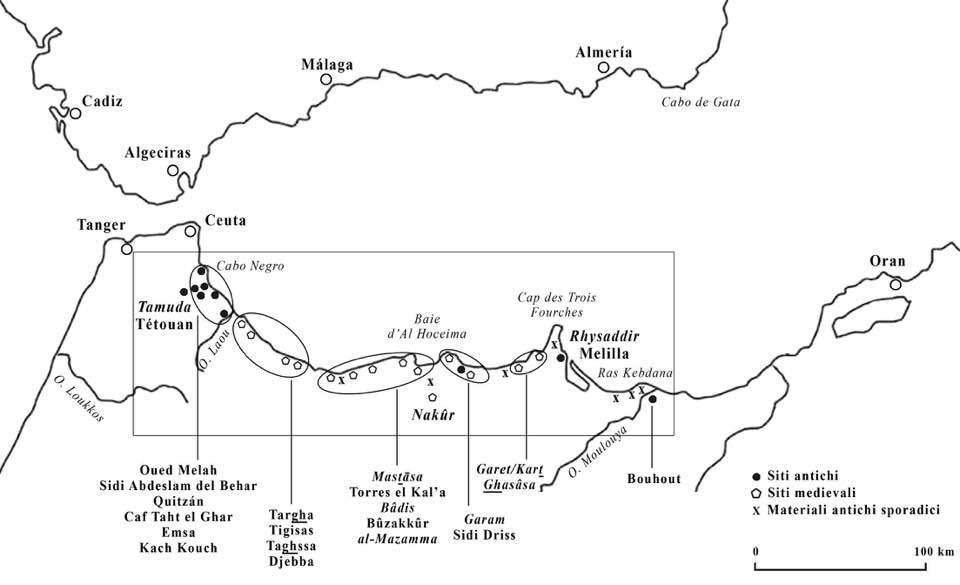 Almería
Málaga
Cabo de Gata
Cadiz
Algeciras
Tanger
Ceuta
Cabo Negro
Oran
Tamuda
Tétouan
O. Laou
O. Loukkos
Baie
d'Al Hoceima
Cap des Trois
Fourches
Rhysaddir
Melilla
Ras Kebdana
Nakûr
O. Moulouya
Oued Melah
Sidi Abdeslam del Behar
Quitzán
Caf Taht el Ghar
Emsa
Kach Kouch
Targha
Tigisas
Taghssa
Djebba
Mastâsa
Torres el Kal'a
Bâdis
Bûzakkûr
al-Mazamma
Garam
Sidi Driss
Garet/Kart
Ghasâsa
Bouhout
Siti antichi
Siti medievali
x Materiali antichi sporadici
0 100 km